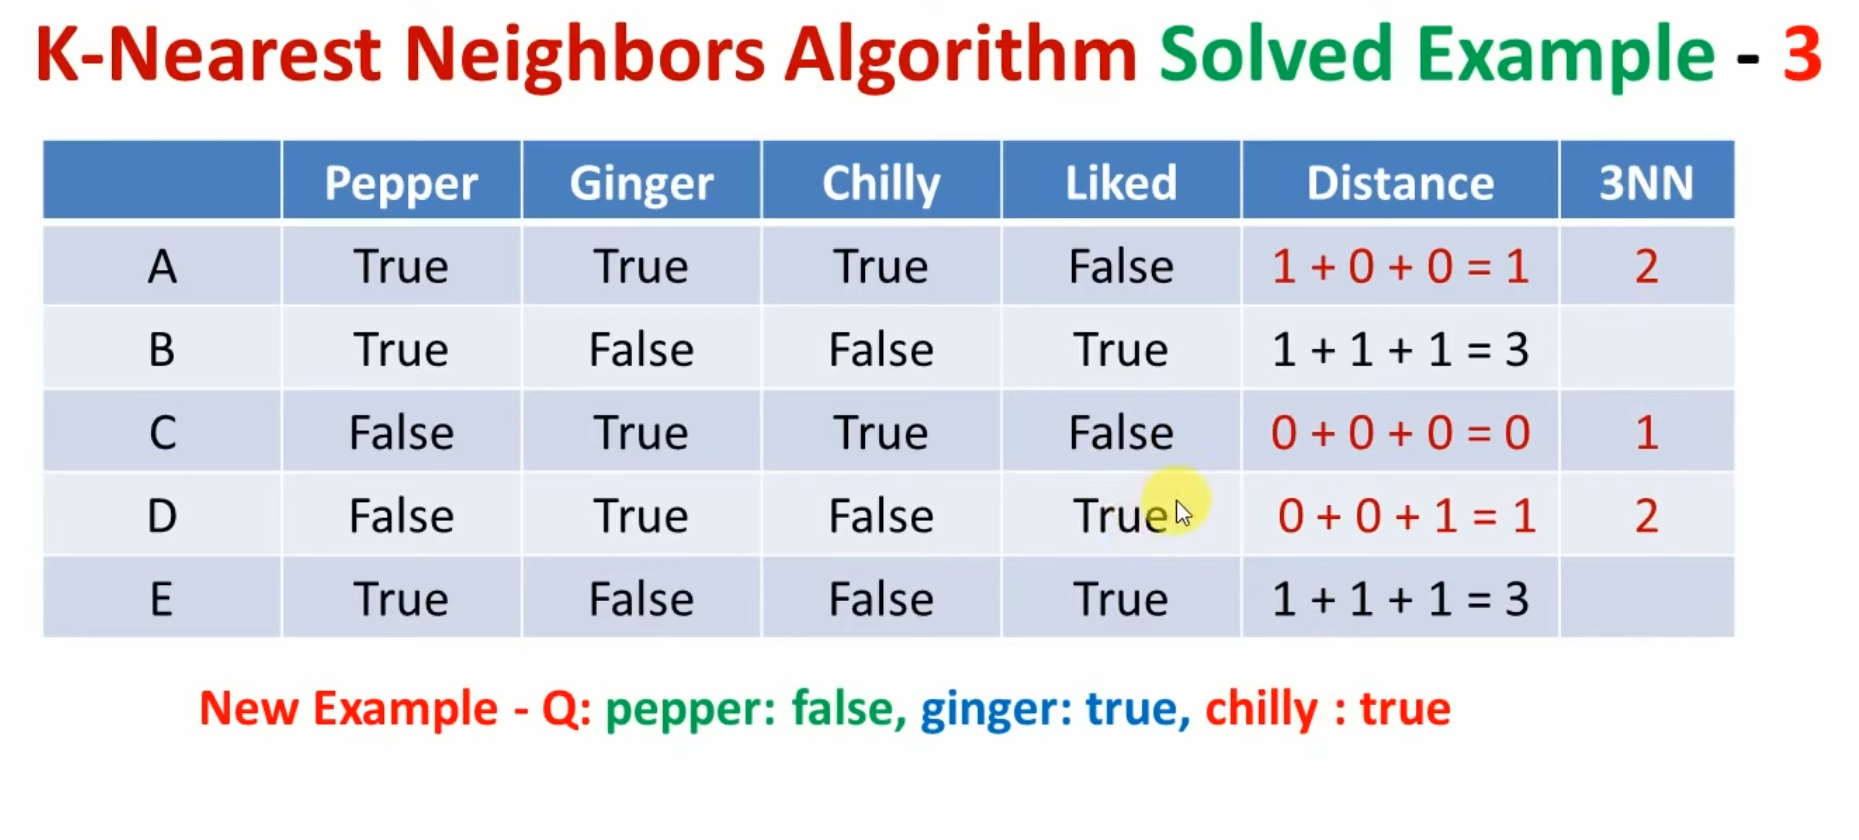 K-Nearest Neighbors Algorithm Solved Example - 3
Pepper Ginger Chilly Liked Distance 3NN
A True True True False 1 + 0 + 0 = 1 2
B True False False True 1 + 1 + 1 = 3
C False True True False 0 + 0 + 0 = 0 1
D False True False True 0 + 0 + 1 = 1 2
E True False False True 1 + 1 + 1 = 3
New Example - Q: pepper: false, ginger: true, chilly : true